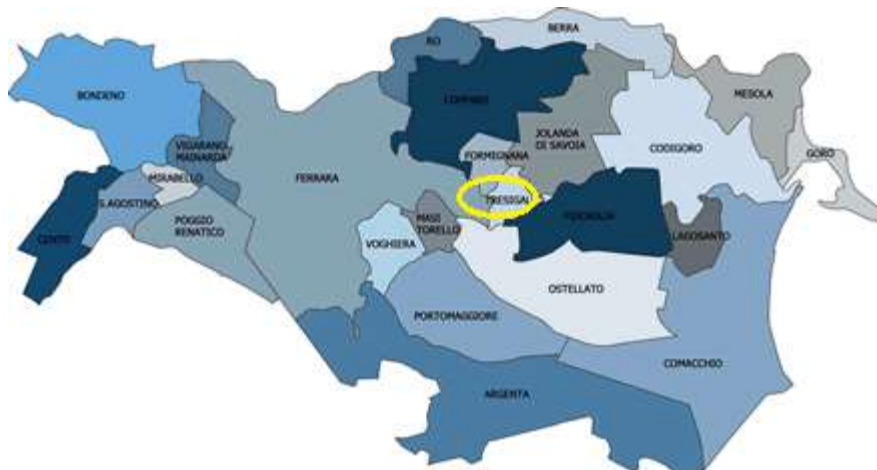 BERRA
RO
BONDENO
MESOLA
COPPARO
JOLANDA
DI SAVOIA
CODIGORO
VIGARANO
MAINARDA
FORMIGNANA
GORO
MIRABELLO
FERRARA
S.AGOSTINO
TRESIGAL
CENTO
POGGIO
RENATICO
MASI
TORELLO
LAGOSANTO
VOGHIERA
OSTELLATO
PORTOMAGGIORE
COMACCHIO
ARGENTA